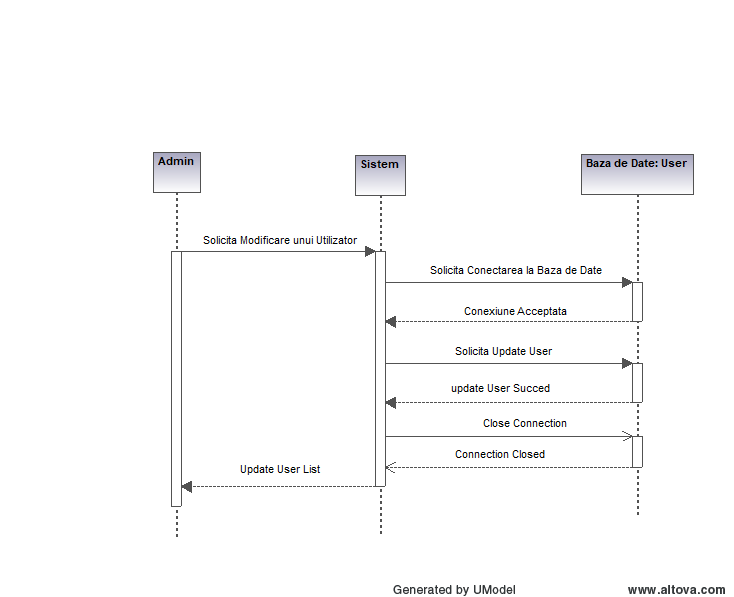 Admin
Sistem
Baza de Date: User
Solicita Modificare unui Utilizator
Solicita Conectarea la Baza de Date
Conexiune Acceptata
Solicita Update User
update User Succed
Close Connection
Connection Closed
Update User List
Generated by UModel
www.altova.com